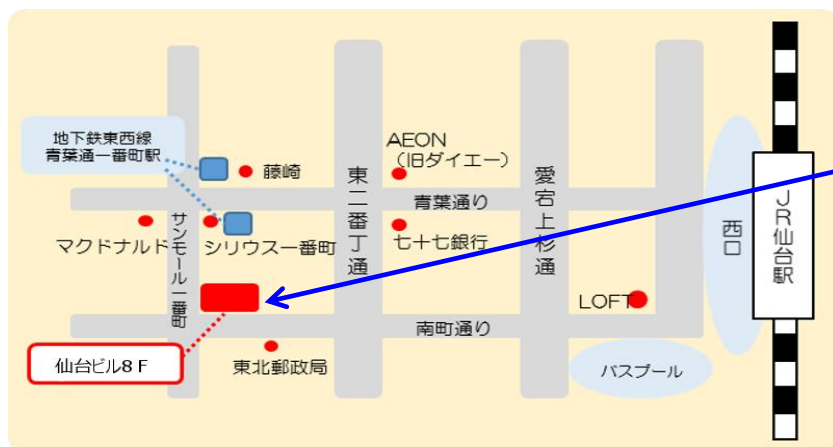 地下鉄東西線
青葉通一番町駅
藤崎
AEON
(旧ダイエー)
東二番丁通
愛宕上杉通
青葉通り
マクドナルド
サンモール一番町
シリウス一番町
七十七銀行
西口
JR仙台駅
LOFT
南町通り
仙台ビル8F
東北郵政局
バスプール